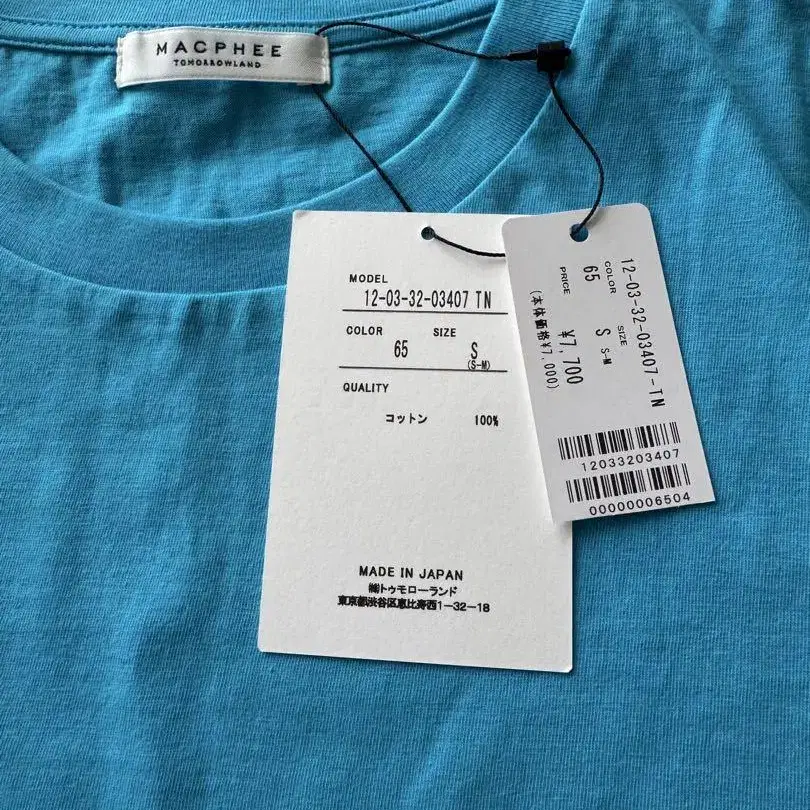 MACPHEE
TOMORROWLAND
MODEL
12-03-32-03407 TN
COLOR SIZE
65 S
(S-M)
QUALITY
コットン 100%
MADE IN JAPAN
㈱トゥモローランド
東京都渋谷区恵比寿西1-32-18
12-03-32-03407-TN
COLOR SIZE
65 S S-M
PRICE ¥7,700
(本体価格¥7,000)
12033203407
00000006504